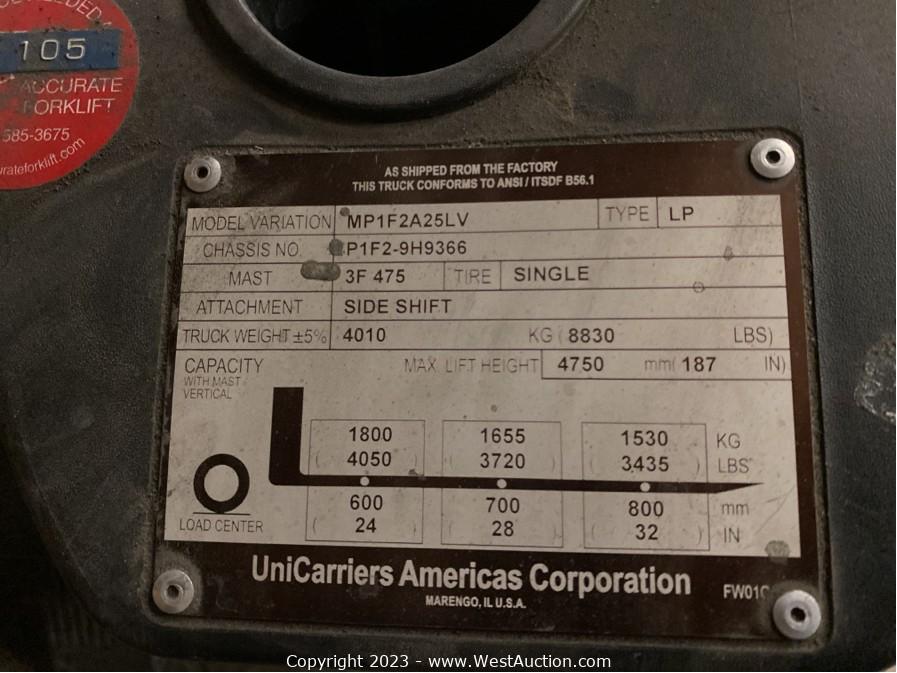 105
ACCURATE
FORKLIFT
585-3675
AS SHIPPED FROM THE FACTORY
THIS TRUCK CONFORMS TO ANSI / ITSDF B56.1
MODEL VARIATION MP1F2A25LV TYPE LP
CHASSIS NO. P1F2-9H9366
MAST 3F 475 TIRE SINGLE
ATTACHMENT SIDE SHIFT
TRUCK WEIGHT ±5% 4010 KG ( 8830 LBS)
CAPACITY MAX. LIFT HEIGHT 4750 mm( 187 IN)
WITH MAST
VERTICAL
1800 1655 1530 KG
( 4050 ) ( 3720 ) ( 3435 ) LBS
600 700 800 mm
LOAD CENTER ( 24 ) ( 28 ) ( 32 ) IN
UniCarriers Americas Corporation
MARENGO, IL U.S.A.
Copyright 2023 - www.WestAuction.com